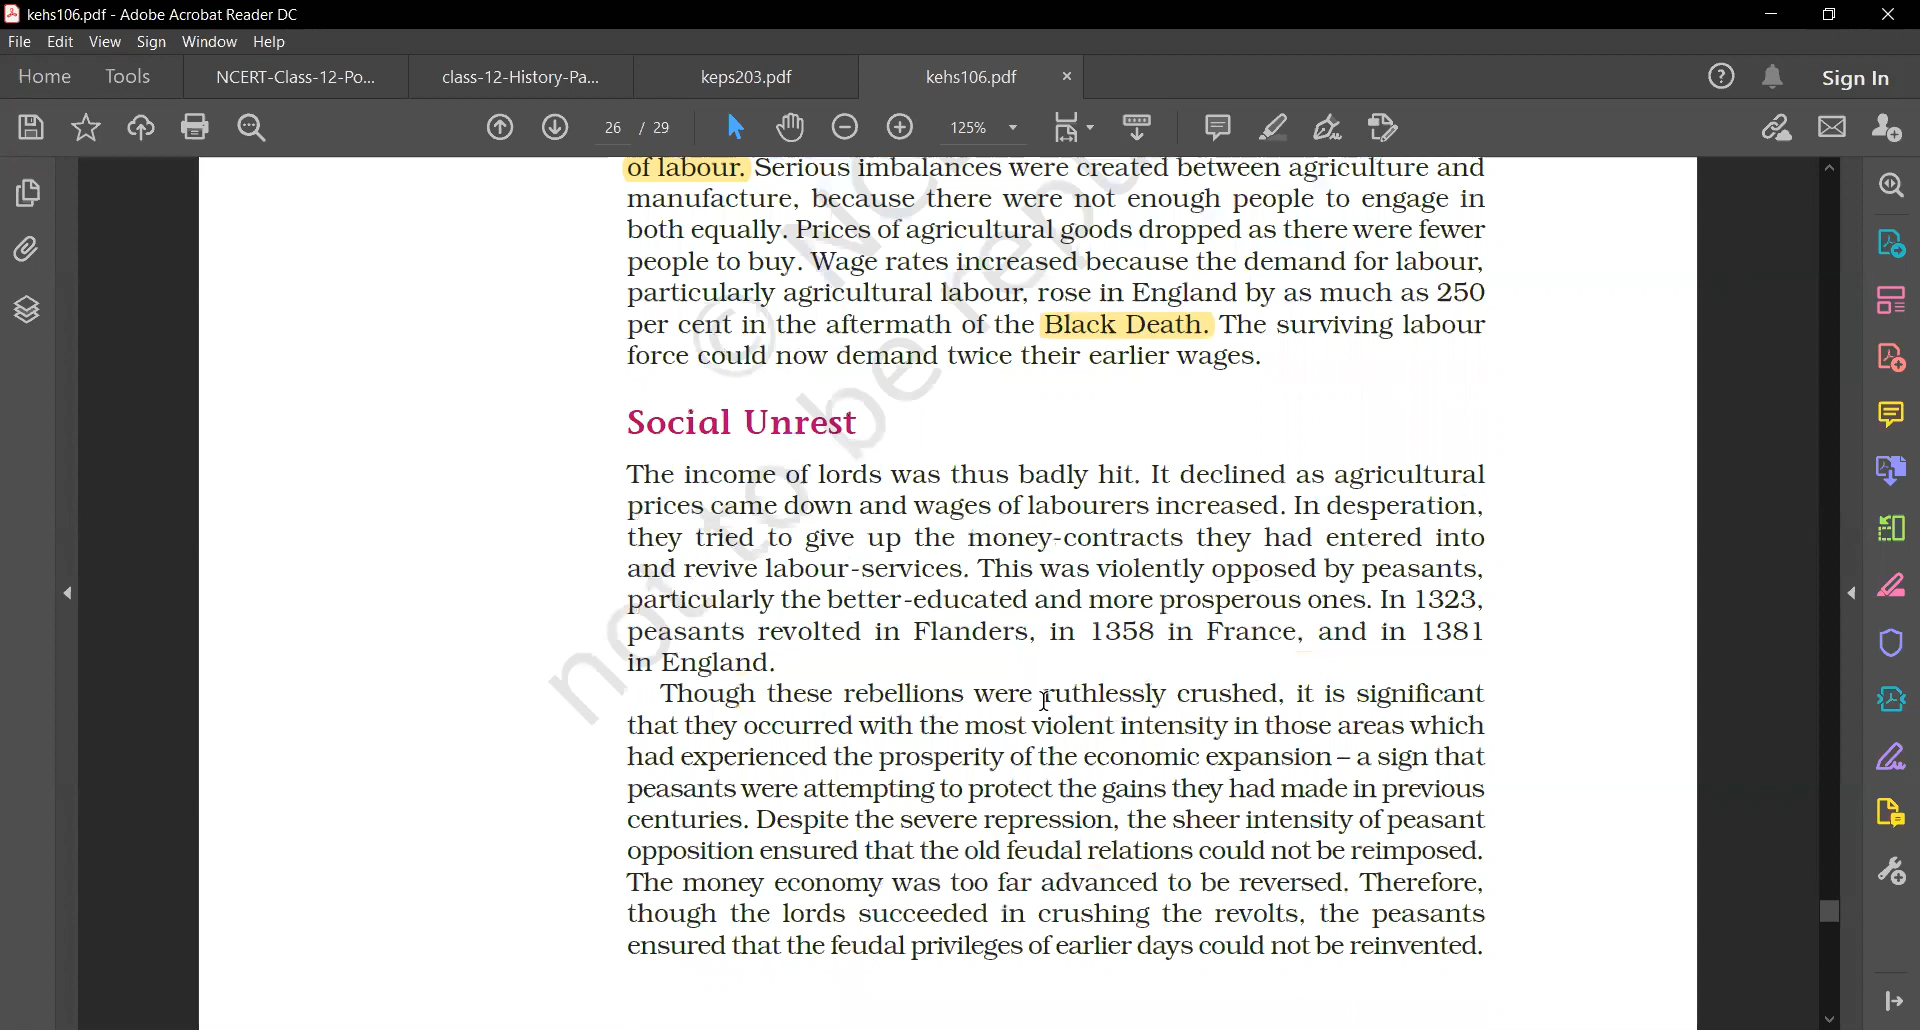 kehs106.pdf - Adobe Acrobat Reader DC
File Edit View Sign Window Help
Home Tools NCERT-Class-12-Po... class-12-History-Pa... keps203.pdf kehs106.pdf × Sign In
26 / 29 125%
of labour. Serious imbalances were created between agriculture and
manufacture, because there were not enough people to engage in
both equally. Prices of agricultural goods dropped as there were fewer
people to buy. Wage rates increased because the demand for labour,
particularly agricultural labour, rose in England by as much as 250
per cent in the aftermath of the Black Death. The surviving labour
force could now demand twice their earlier wages.
Social Unrest
The income of lords was thus badly hit. It declined as agricultural
prices came down and wages of labourers increased. In desperation,
they tried to give up the money-contracts they had entered into
and revive labour-services. This was violently opposed by peasants,
particularly the better-educated and more prosperous ones. In 1323,
peasants revolted in Flanders, in 1358 in France, and in 1381
in England.
Though these rebellions were ruthlessly crushed, it is significant
that they occurred with the most violent intensity in those areas which
had experienced the prosperity of the economic expansion – a sign that
peasants were attempting to protect the gains they had made in previous
centuries. Despite the severe repression, the sheer intensity of peasant
opposition ensured that the old feudal relations could not be reimposed.
The money economy was too far advanced to be reversed. Therefore,
though the lords succeeded in crushing the revolts, the peasants
ensured that the feudal privileges of earlier days could not be reinvented.
© NC
not to be repu